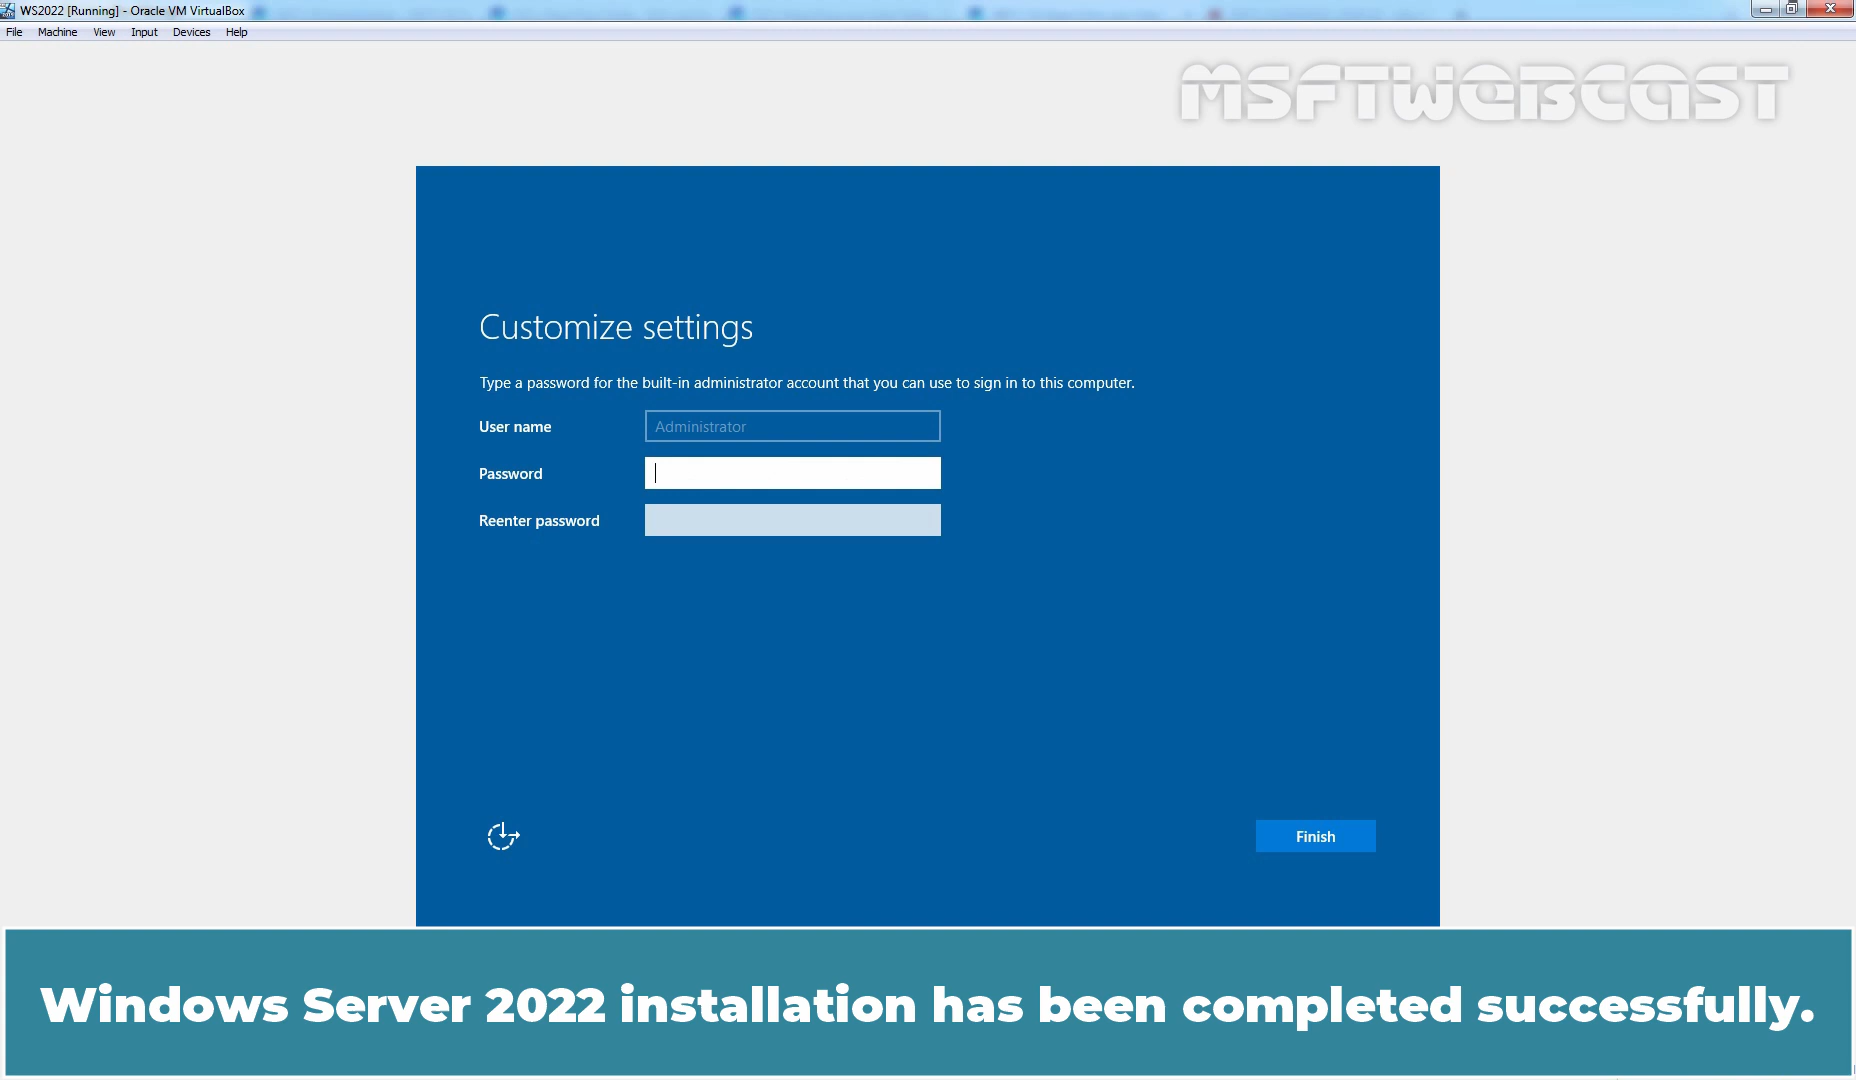 WS2022 [Running] - Oracle VM VirtualBox
File Machine View Input Devices Help
MSFTWEBCAST
Customize settings
Type a password for the built-in administrator account that you can use to sign in to this computer.
User name Administrator
Password
Reenter password
Finish
Windows Server 2022 installation has been completed successfully.